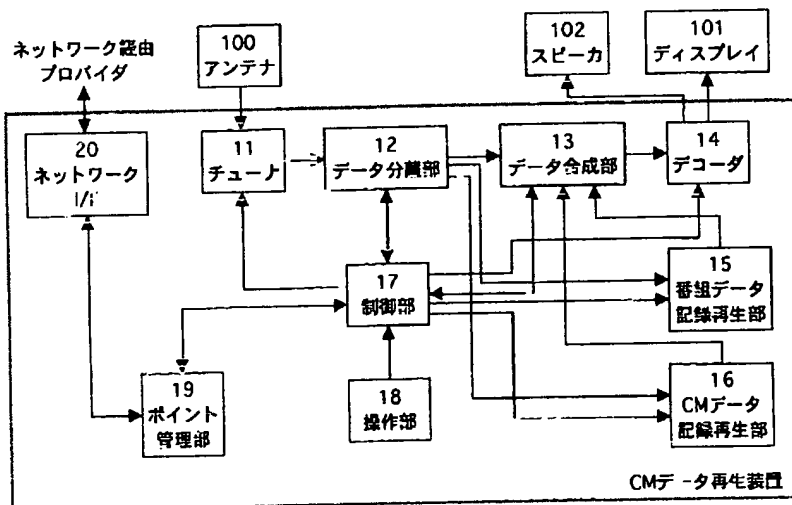 ネットワーク経由
プロバイダ
100
アンテナ
102
スピーカ
101
ディスプレイ
20
ネットワーク
I/F
11
チューナ
12
データ分離部
13
データ合成部
14
デコーダ
17
制御部
15
番組データ
記録再生部
19
ポイント
管理部
18
操作部
16
CMデータ
記録再生部
CMデータ再生装置